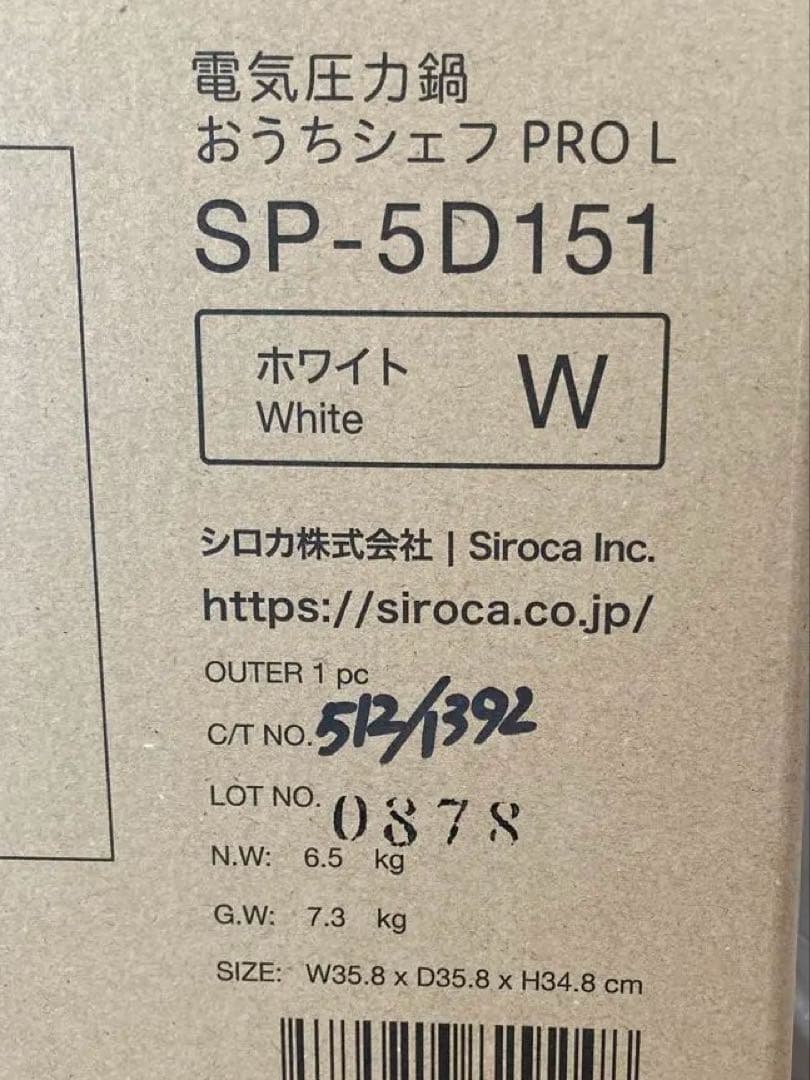 電気圧力鍋
おうちシェフ PRO L
SP-5D151
ホワイト
White
W
シロカ株式会社 | Siroca Inc.
https://siroca.co.jp/
OUTER 1 pc
C/T NO. 512/1392
LOT NO. 0878
N.W: 6.5 kg
G.W: 7.3 kg
SIZE: W35.8 x D35.8 x H34.8 cm